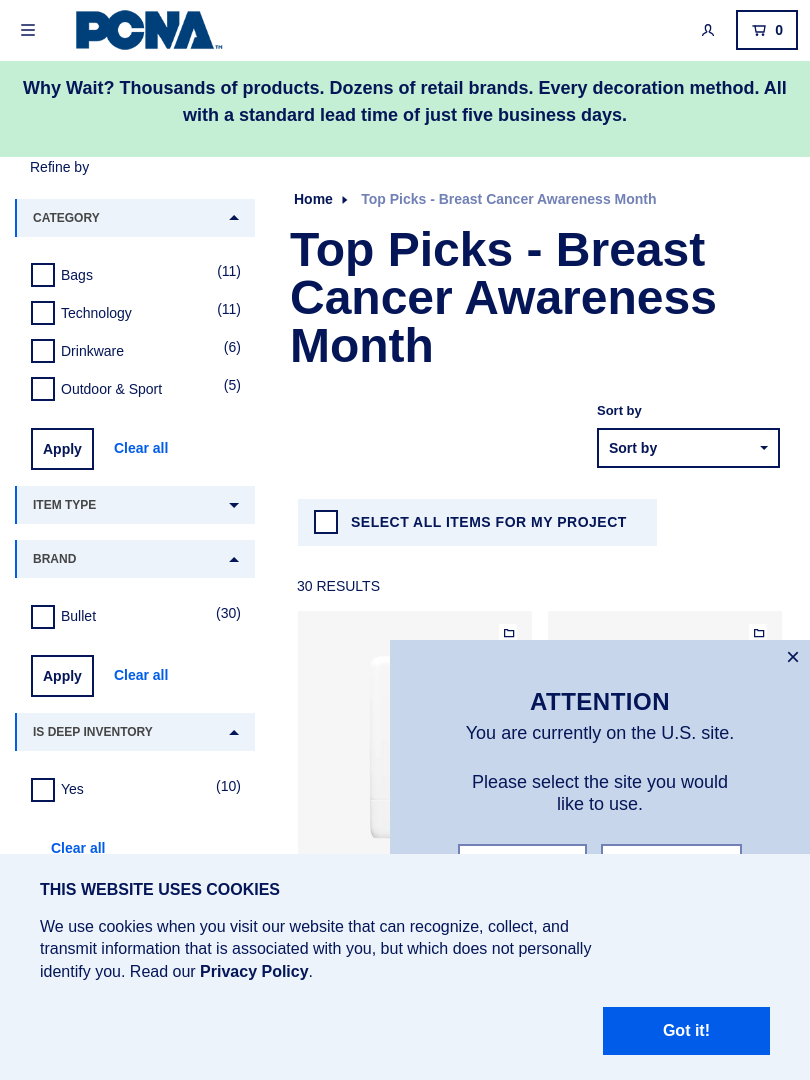 PCNA™
0
Why Wait? Thousands of products. Dozens of retail brands. Every decoration method. All
with a standard lead time of just five business days.
Refine by
CATEGORY
Bags (11)
Technology (11)
Drinkware (6)
Outdoor & Sport (5)
Apply Clear all
ITEM TYPE
BRAND
Bullet (30)
Apply Clear all
IS DEEP INVENTORY
Yes (10)
Clear all
Home Top Picks - Breast Cancer Awareness Month
Top Picks - Breast
Cancer Awareness
Month
Sort by
Sort by
SELECT ALL ITEMS FOR MY PROJECT
30 RESULTS
ATTENTION
You are currently on the U.S. site.
Please select the site you would
like to use.
THIS WEBSITE USES COOKIES
We use cookies when you visit our website that can recognize, collect, and
transmit information that is associated with you, but which does not personally
identify you. Read our Privacy Policy.
Got it!